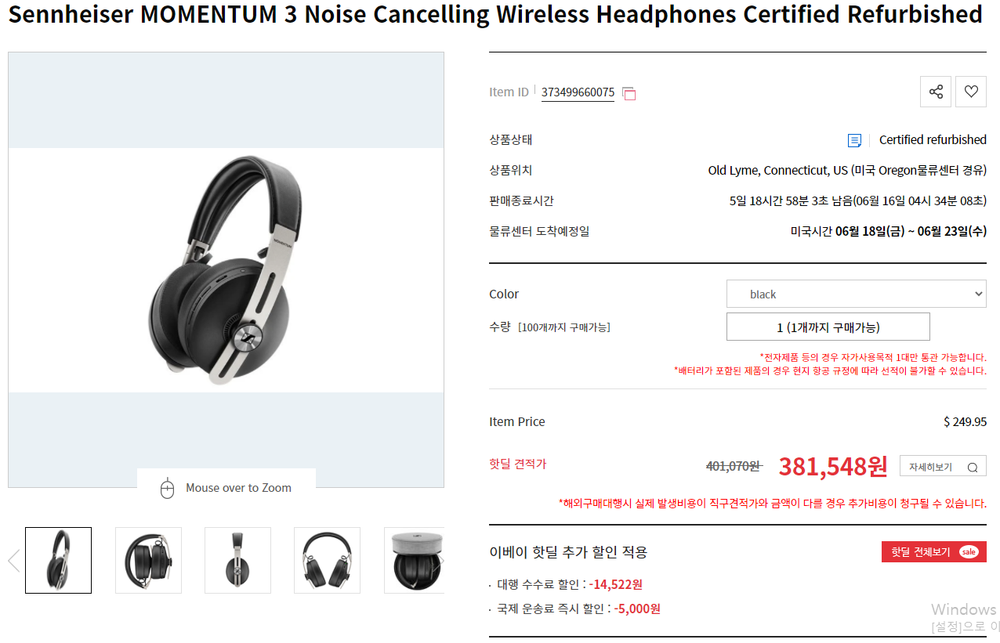 Sennheiser MOMENTUM 3 Noise Cancelling Wireless Headphones Certified Refurbished
Item ID 373499660075
상품상태 Certified refurbished
상품위치 Old Lyme, Connecticut, US (미국 Oregon물류센터 경유)
판매종료시간 5일 18시간 58분 3초 남음(06월 16일 04시 34분 08초)
물류센터 도착예정일 미국시간 06월 18일(금) ~ 06월 23일(수)
MOMENTUM
Color black
수량 [100개까지 구매가능] 1 (1개까지 구매가능)
*전자제품 등의 경우 자가사용목적 1대만 통관 가능합니다.
*배터리가 포함된 제품의 경우 현지 항공 규정에 따라 선적이 불가할 수 있습니다.
Item Price $ 249.95
핫딜 견적가 401,070원 381,548원 자세히보기
Mouse over to Zoom
*해외구매대행시 실제 발생비용이 직구견적가와 금액이 다를 경우 추가비용이 청구될 수 있습니다.
이베이 핫딜 추가 할인 적용 핫딜 전체보기 sale
· 대행 수수료 할인 : -14,522원
· 국제 운송료 즉시 할인 : -5,000원
Windows
[설정]으로 이